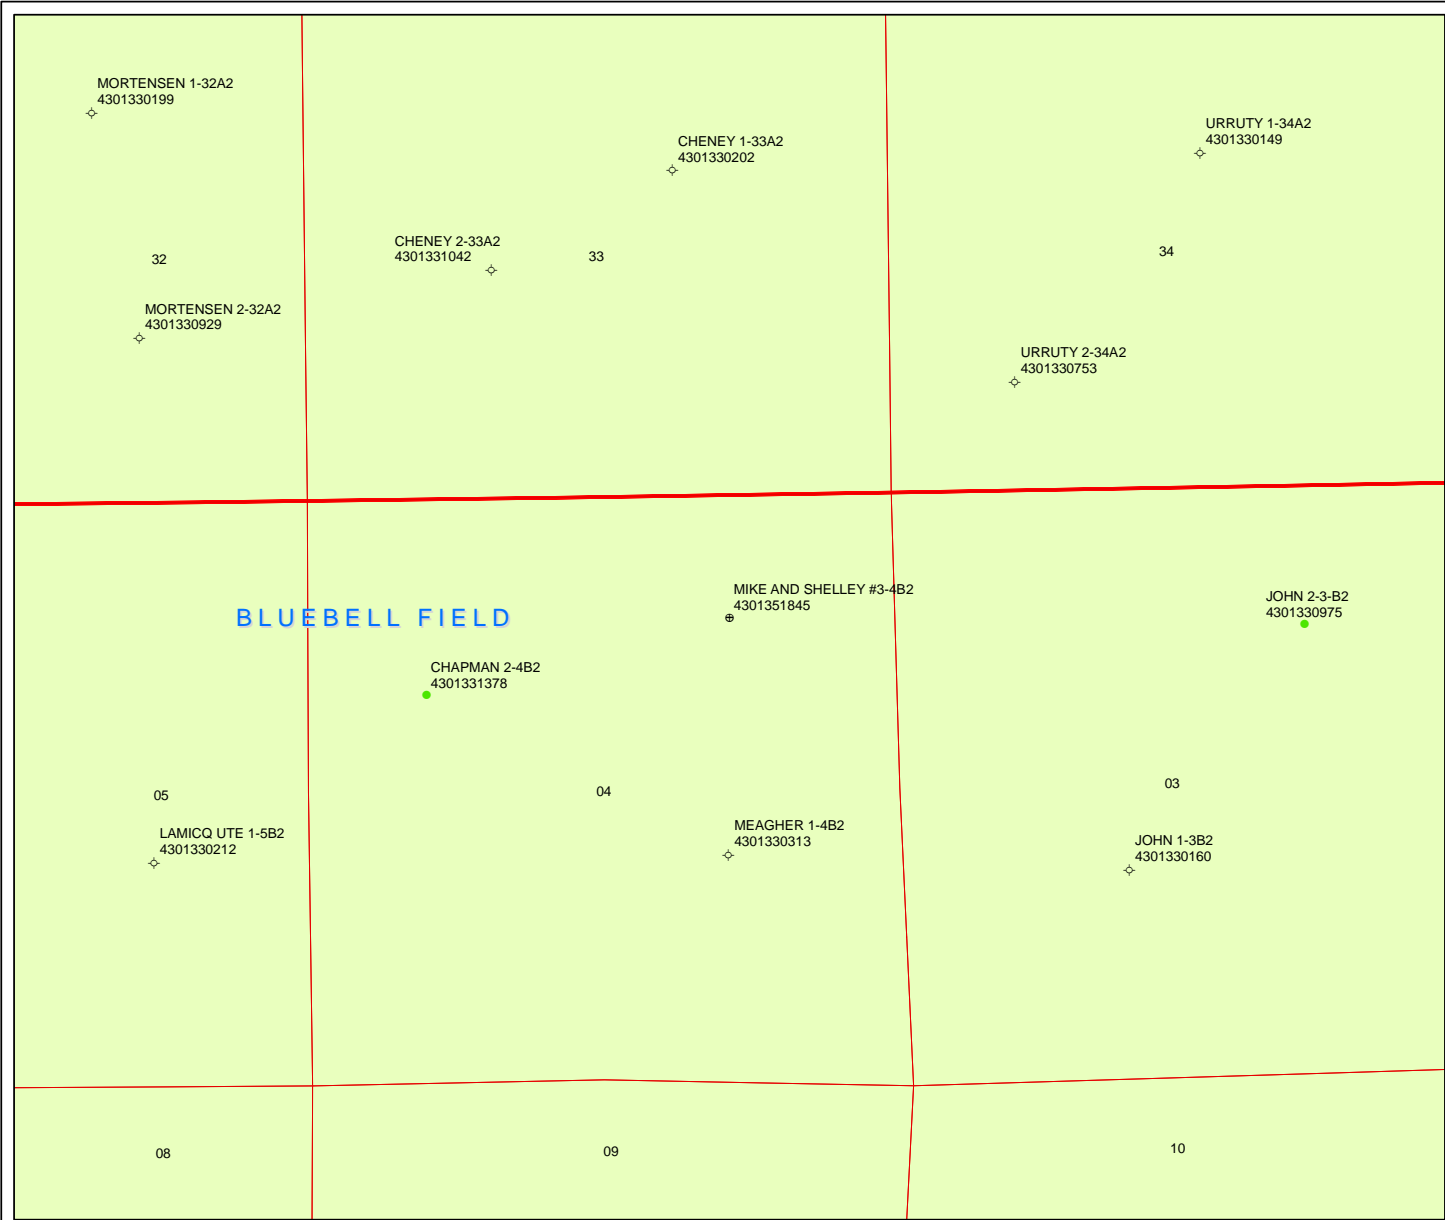 MORTENSEN 1-32A2
4301330199
CHENEY 1-33A2
4301330202
URRUTY 1-34A2
4301330149
CHENEY 2-33A2
4301331042
32
33
34
MORTENSEN 2-32A2
4301330929
URRUTY 2-34A2
4301330753
MIKE AND SHELLEY #3-4B2
4301351845
JOHN 2-3-B2
4301330975
BLUEBELL FIELD
CHAPMAN 2-4B2
4301331378
05
04
03
LAMICQ UTE 1-5B2
4301330212
MEAGHER 1-4B2
4301330313
JOHN 1-3B2
4301330160
08
09
10